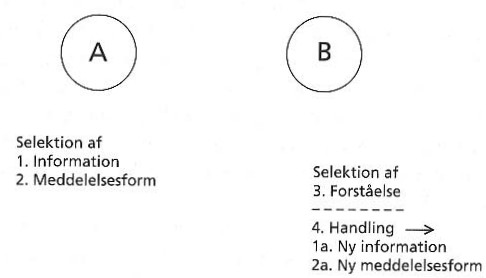 A
B
Selektion af
1. Information
2. Meddelelsesform
Selektion af
3. Forståelse
4. Handling →
1a. Ny information
2a. Ny meddelelsesform